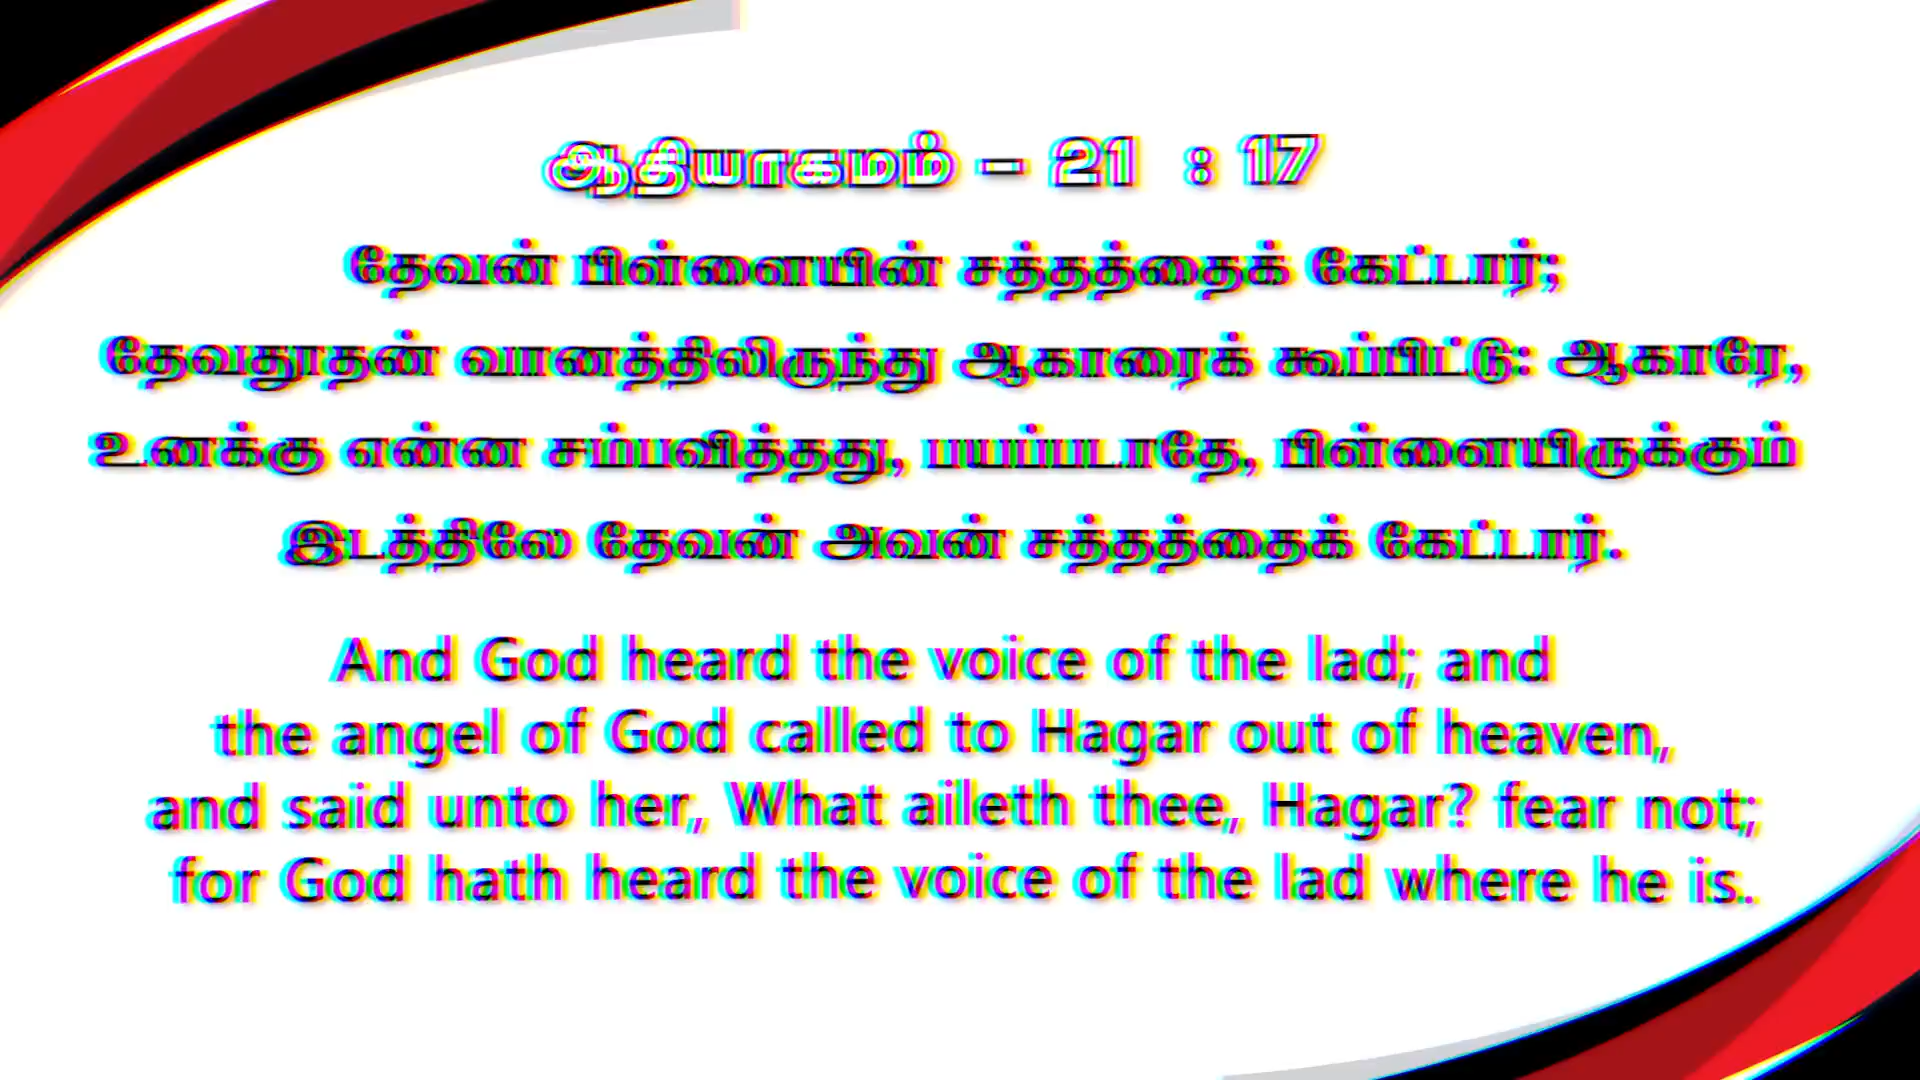 ஆதியாகமம் - 21 : 17
தேவன் பிள்ளையின் சத்தத்தைக் கேட்டார்;
தேவதூதன் வானத்திலிருந்து ஆகாரைக் கூப்பிட்டு: ஆகாரே,
உனக்கு என்ன சம்பவித்தது, பயப்படாதே, பிள்ளையிருக்கும்
இடத்திலே தேவன் அவன் சத்தத்தைக் கேட்டார்.
And God heard the voice of the lad; and
the angel of God called to Hagar out of heaven,
and said unto her, What aileth thee, Hagar? fear not;
for God hath heard the voice of the lad where he is.